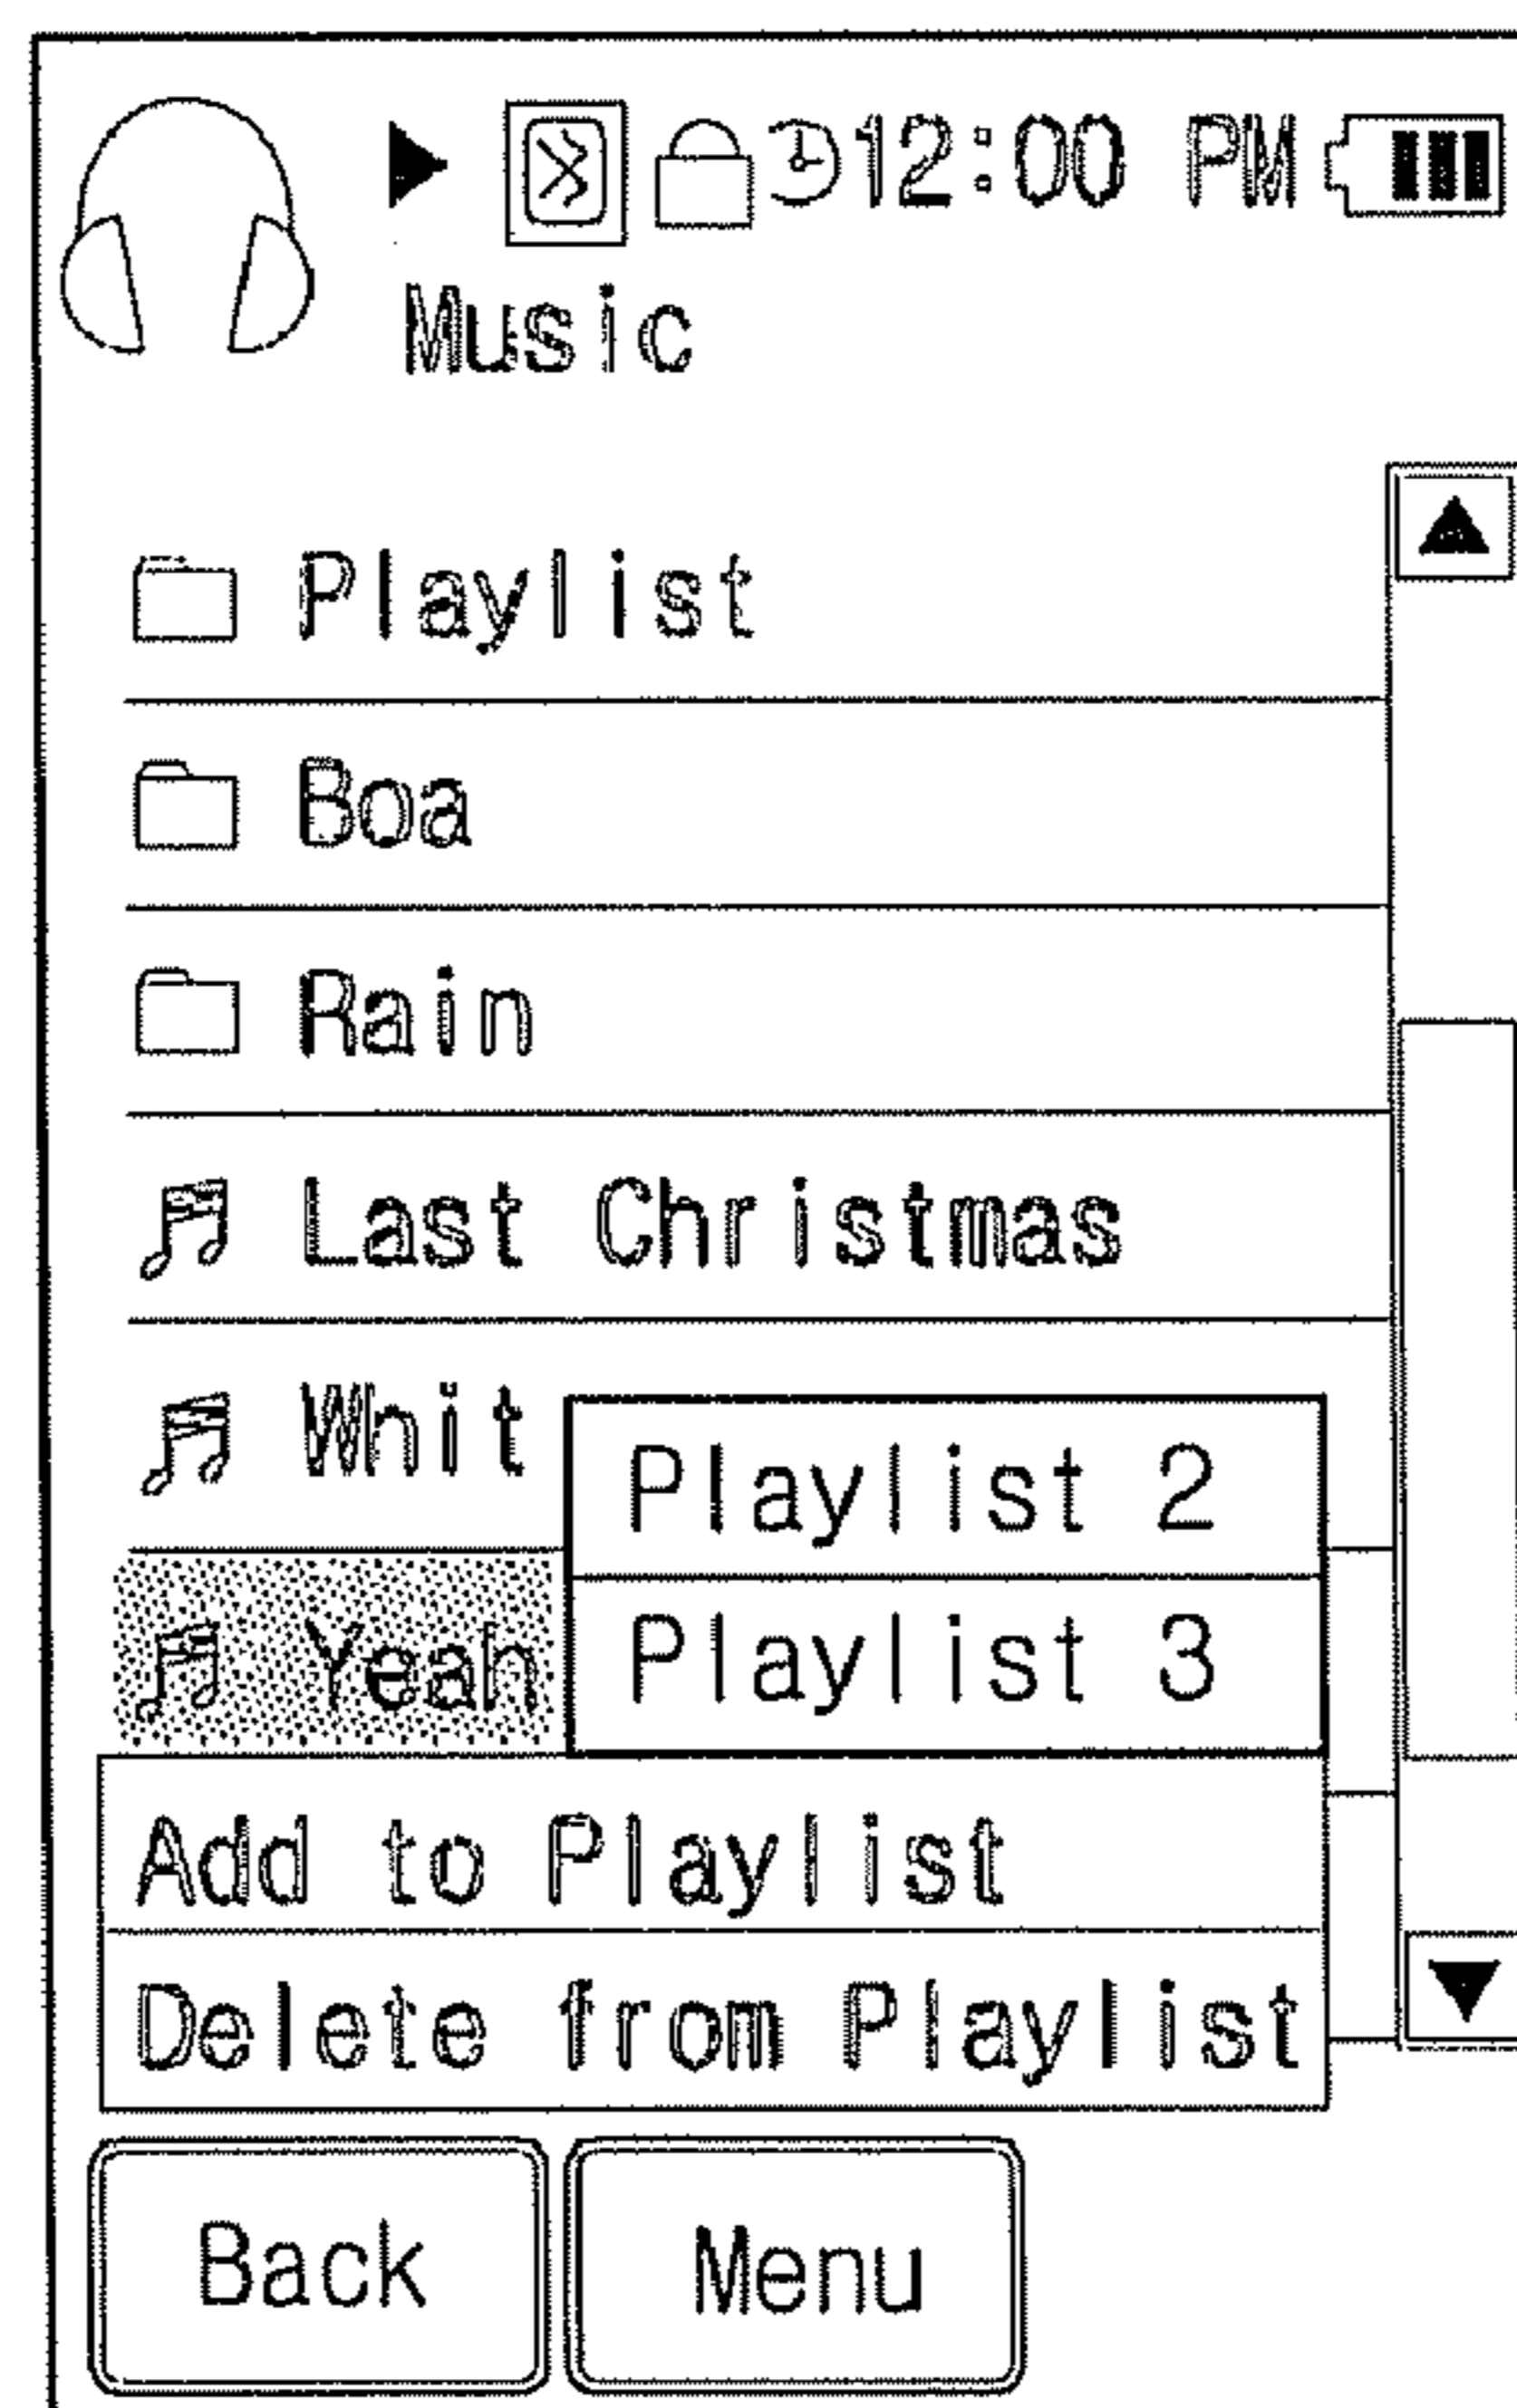 12:00 PM
Music
Playlist
Boa
Rain
Last Christmas
Whit
Playlist 2
Yeah
Playlist 3
Add to Playlist
Delete from Playlist
Back
Menu